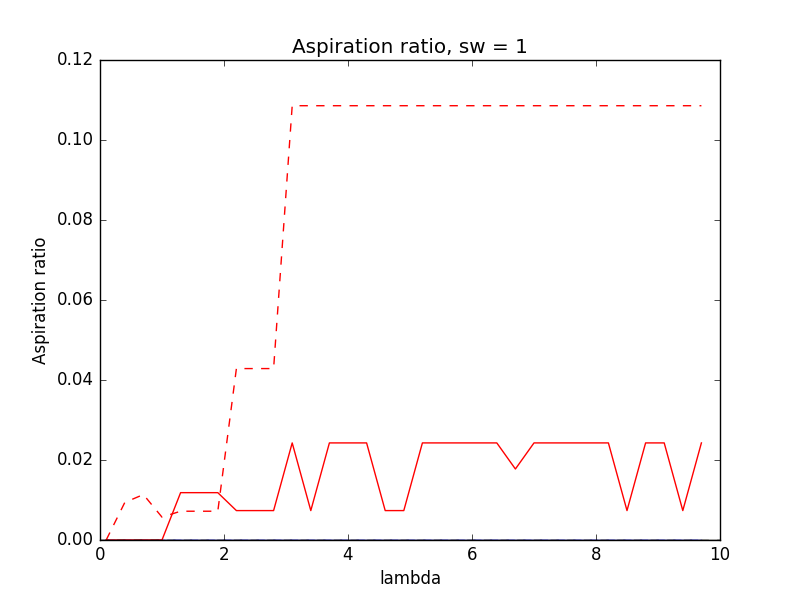 Aspiration ratio, sw = 1
0.12
0.10
0.08
0.06
0.04
0.02
0.00
Aspiration ratio
0 2 4 6 8 10
lambda